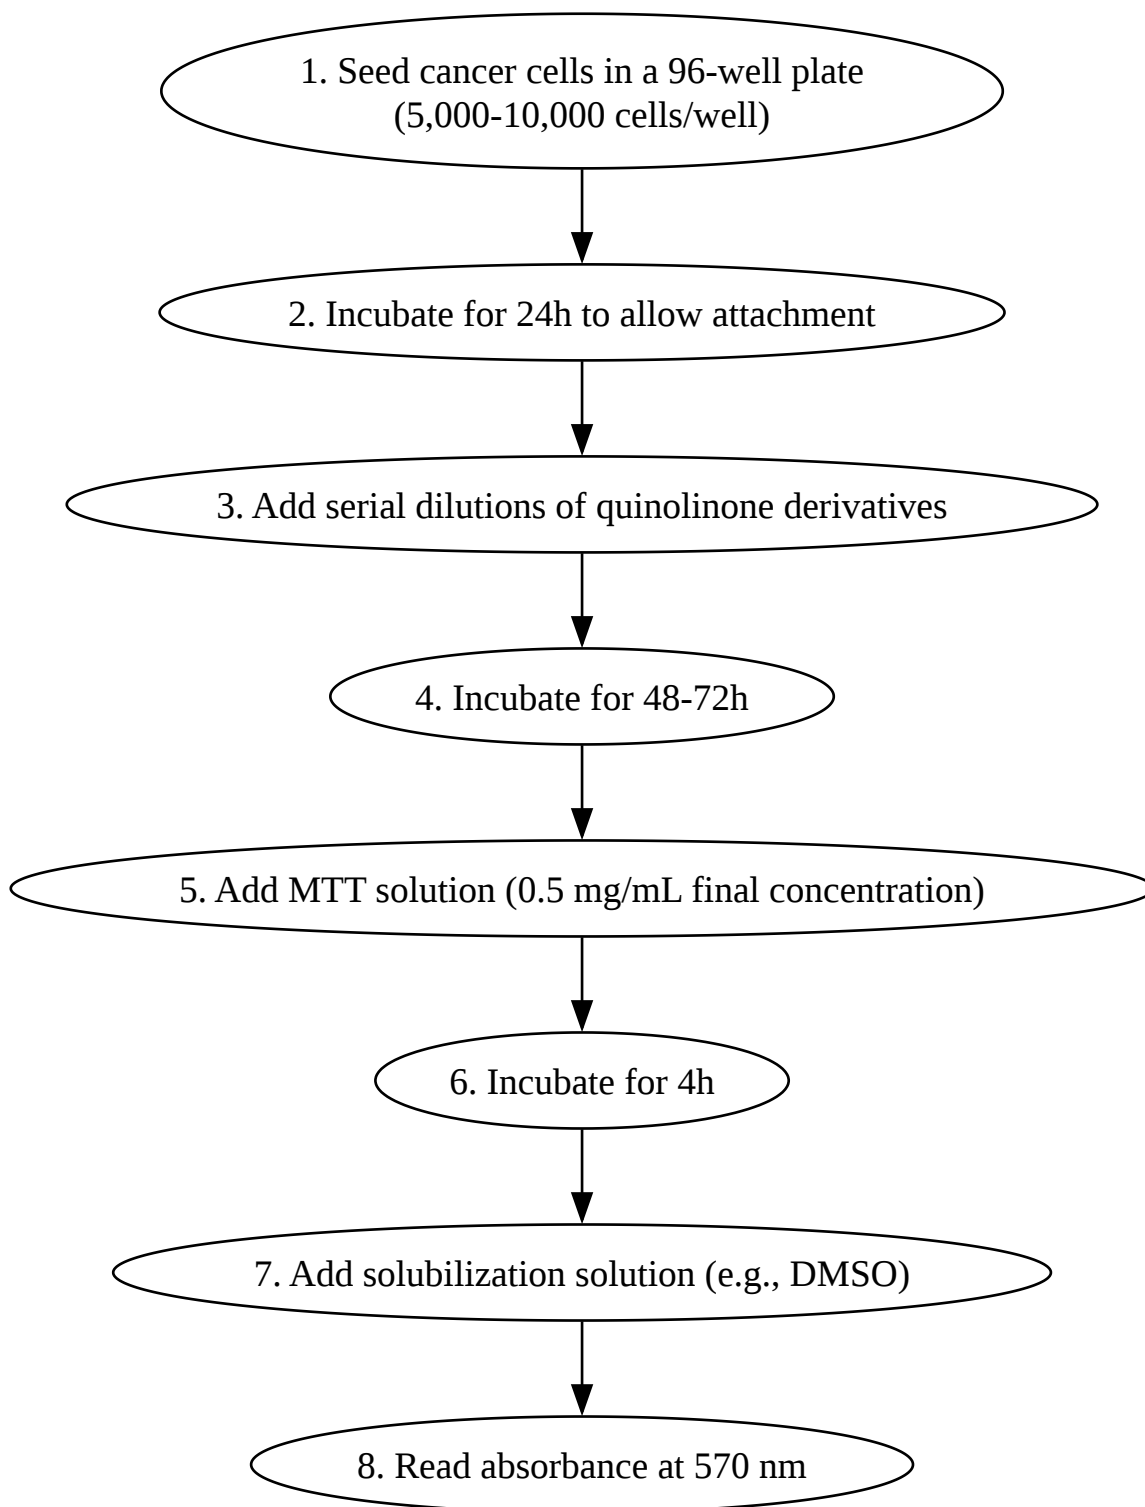 1. Seed cancer cells in a 96-well plate
(5,000-10,000 cells/well)
2. Incubate for 24h to allow attachment
3. Add serial dilutions of quinolinone derivatives
4. Incubate for 48-72h
5. Add MTT solution (0.5 mg/mL final concentration)
6. Incubate for 4h
7. Add solubilization solution (e.g., DMSO)
8. Read absorbance at 570 nm